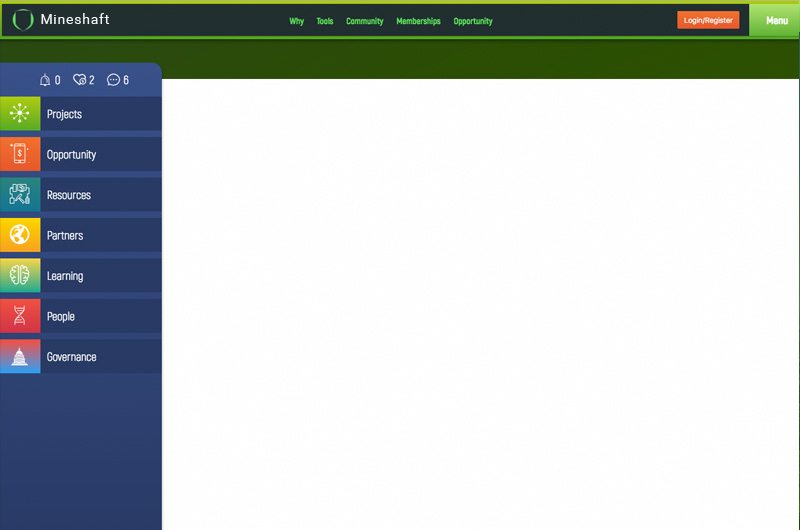 Mineshaft
Why Tools Community Memberships Opportunity
Login/Register
Menu
0 2 6
Projects
Opportunity
Resources
Partners
Learning
People
Governance